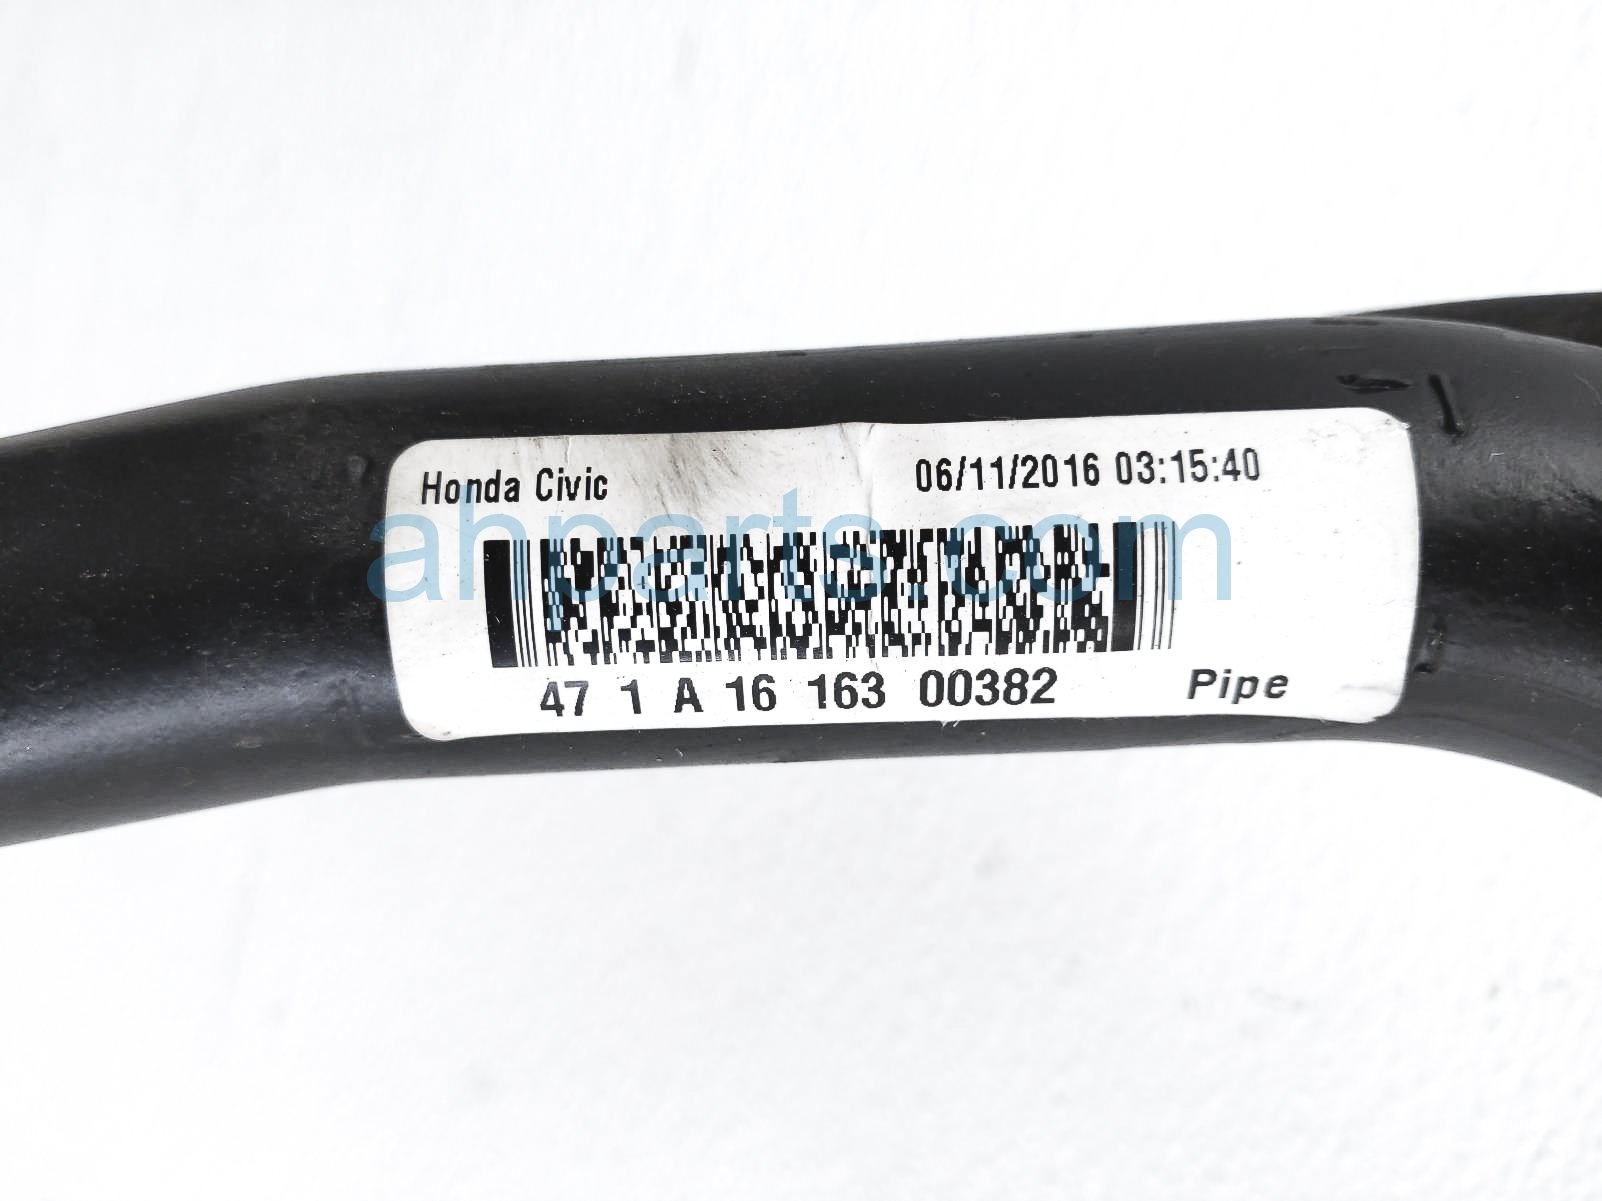 Honda Civic 06/11/2016 03:15:40
ahparts.com
47 1 A 16 163 00382 Pipe